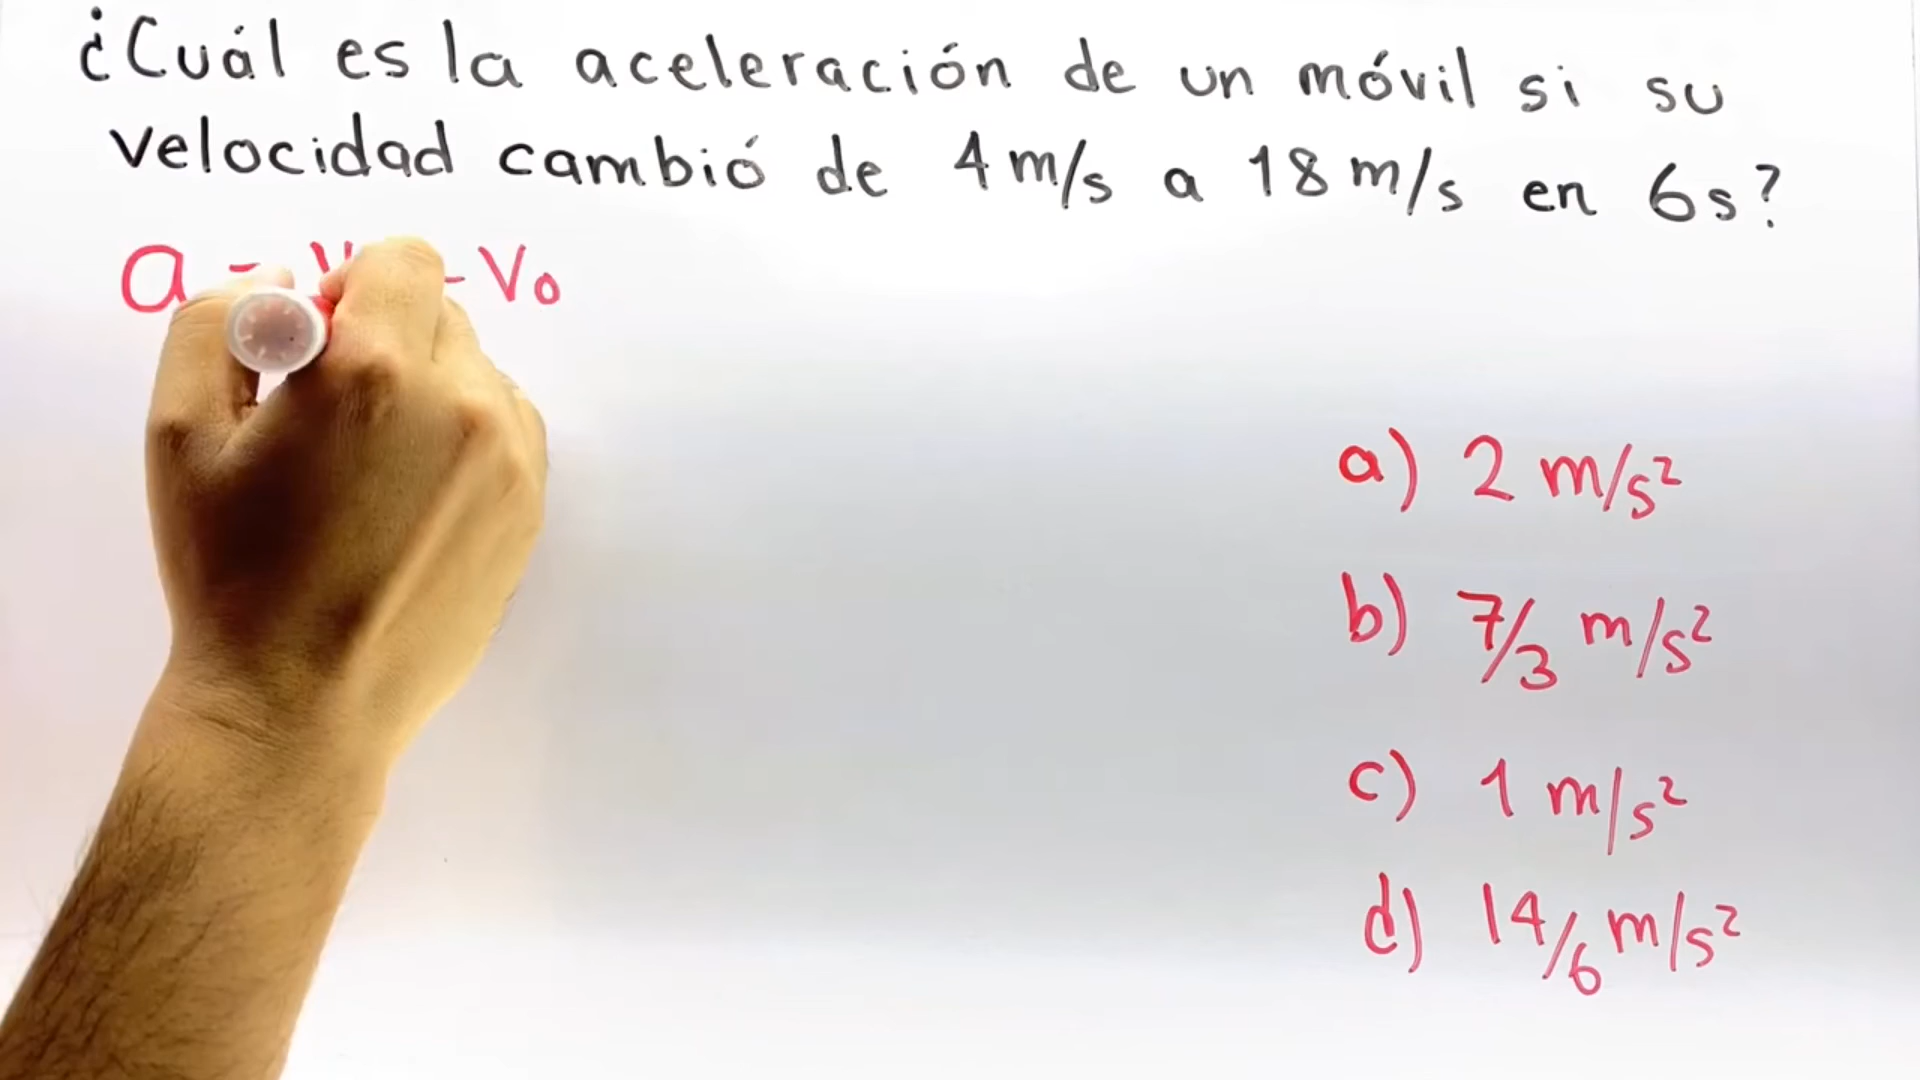 ¿Cuál es la aceleración de un móvil si su
velocidad cambió de 4 m/s a 18 m/s en 6s?
a = - v₀
a) 2 m/s²
b) 7/3 m/s²
c) 1 m/s²
d) 14/6 m/s²